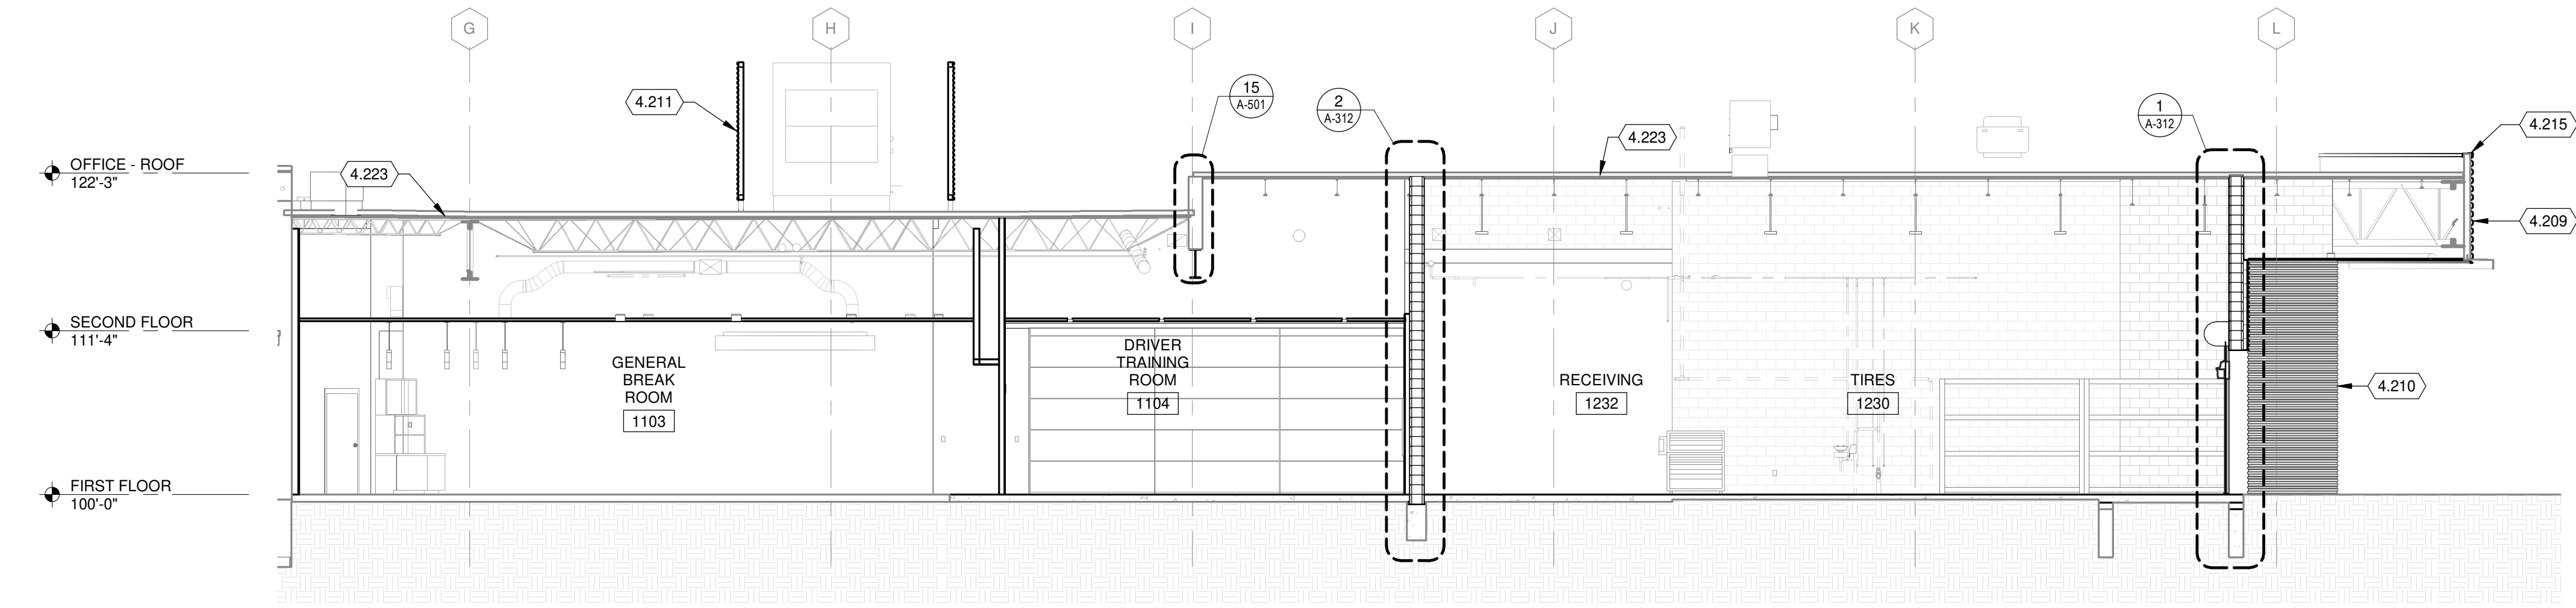 G
H
I
J
K
L
15
A-501
2
A-312
1
A-312
4.211
4.223
4.215
OFFICE - ROOF
122'-3"
4.223
4.209
SECOND FLOOR
111'-4"
GENERAL
BREAK
ROOM
1103
DRIVER
TRAINING
ROOM
1104
RECEIVING
1232
TIRES
1230
4.210
FIRST FLOOR
100'-0"